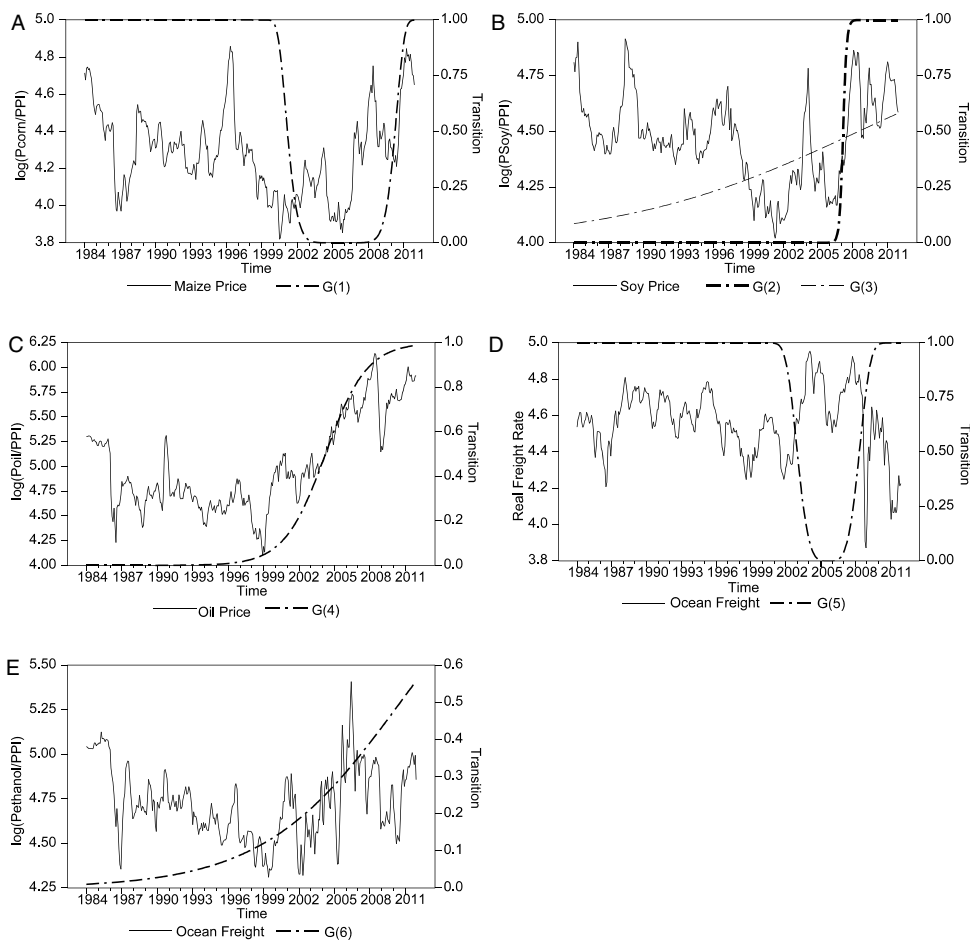 A
5.0
4.8
4.6
4.4
4.2
4.0
3.8
log(Pcorn/PPI)
1.00
0.75
0.50
0.25
0.00
Transition
1984 1987 1990 1993 1996 1999 2002 2005 2008 2011
Time
Maize Price G(1)
B
5.00
4.75
4.50
4.25
4.00
log(PSoy/PPI)
1.00
0.75
0.50
0.25
0.00
Transition
1984 1987 1990 1993 1996 1999 2002 2005 2008 2011
Time
Soy Price G(2) G(3)
C
6.25
6.00
5.75
5.50
5.25
5.00
4.75
4.50
4.25
4.00
log(Poil/PPI)
1.0
0.8
0.6
0.4
0.2
0.0
Transition
1984 1987 1990 1993 1996 1999 2002 2005 2008 2011
Time
Oil Price G(4)
D
5.0
4.8
4.6
4.4
4.2
4.0
3.8
Real Freight Rate
1.00
0.75
0.50
0.25
0.00
Transition
1984 1987 1990 1993 1996 1999 2002 2005 2008 2011
Time
Ocean Freight G(5)
E
5.50
5.25
5.00
4.75
4.50
4.25
log(Pethanol/PPI)
0.6
0.5
0.4
0.3
0.2
0.1
0.0
Transition
1984 1987 1990 1993 1996 1999 2002 2005 2008 2011
Time
Ocean Freight G(6)